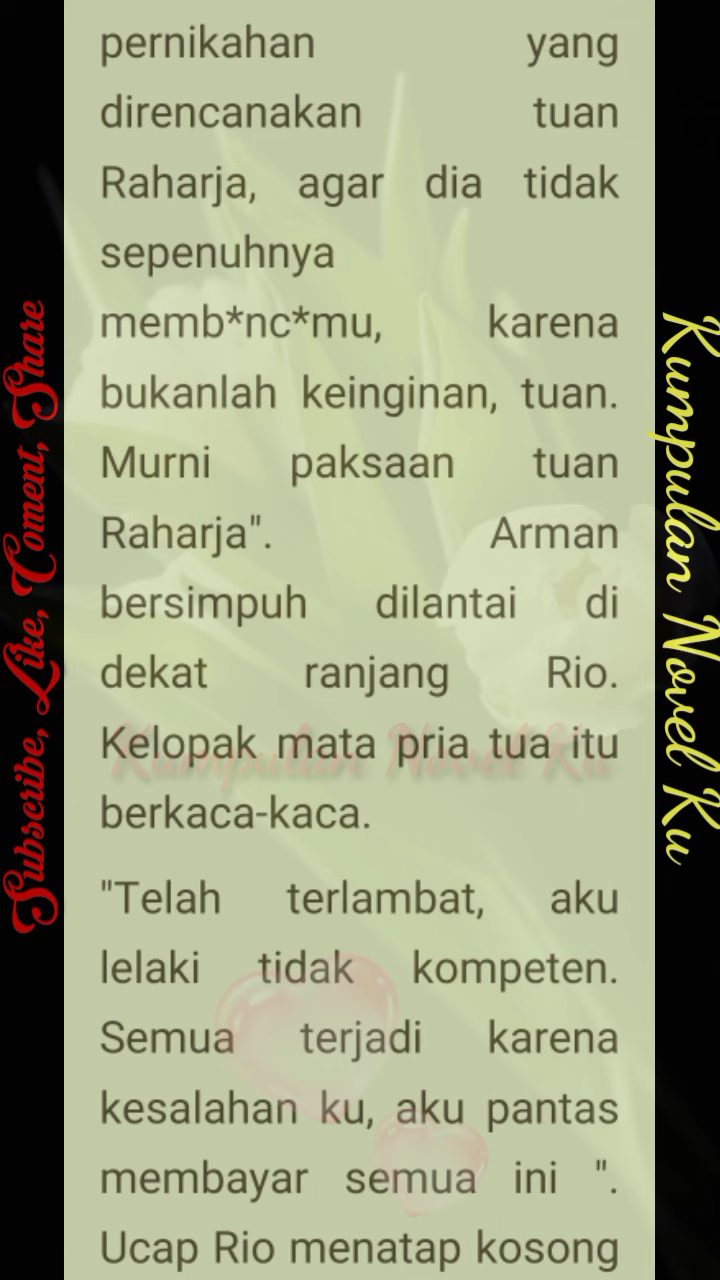 pernikahan yang
direncanakan tuan
Raharja, agar dia tidak
sepenuhnya
memb*nc*mu, karena
bukanlah keinginan, tuan.
Murni paksaan tuan
Raharja". Arman
bersimpuh dilantai di
dekat ranjang Rio.
Kelopak mata pria tua itu
berkaca-kaca.
"Telah terlambat, aku
lelaki tidak kompeten.
Semua terjadi karena
kesalahan ku, aku pantas
membayar semua ini ".
Ucap Rio menatap kosong
Subscribe, Like, Coment, Share
Kumpulan Novel Ku
Kumpulan Novel Ku